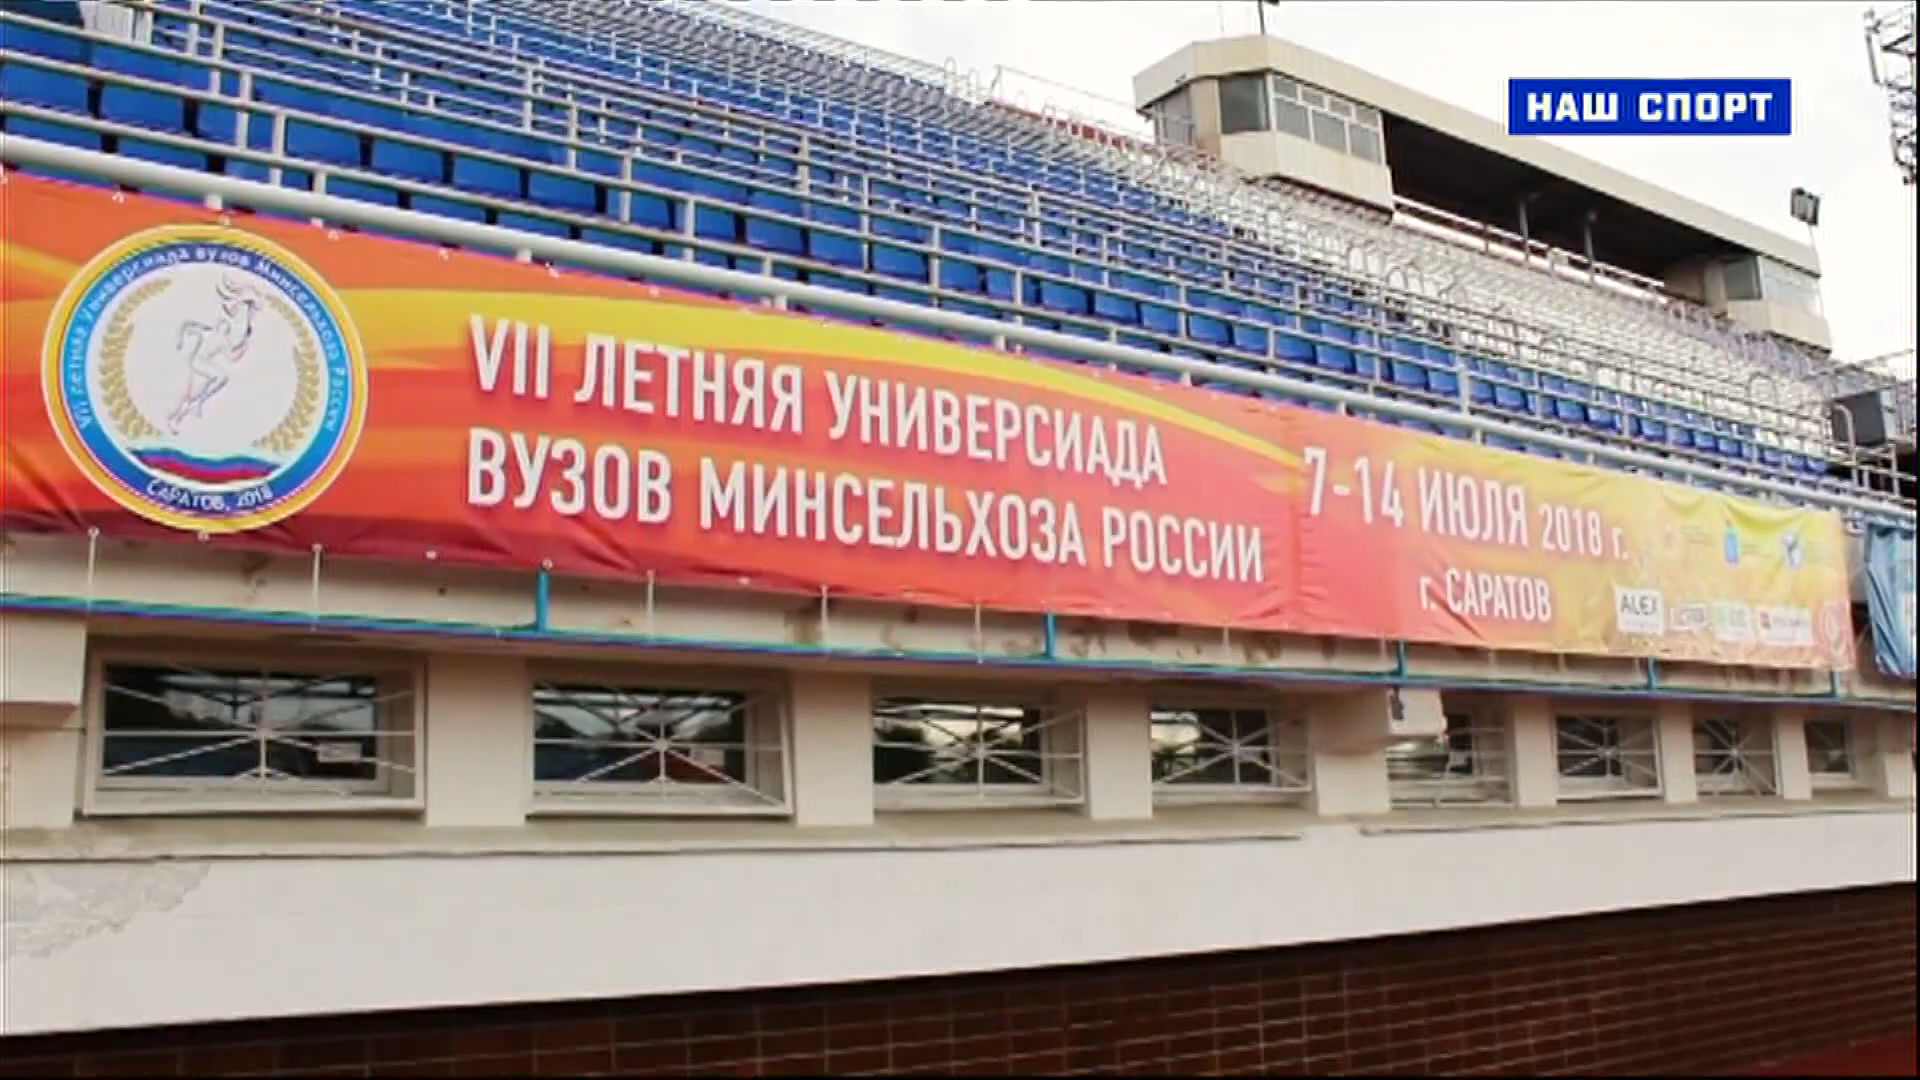 НАШ СПОРТ
VII летняя Универсиада вузов Минсельхоза России
САРАТОВ, 2018
VII ЛЕТНЯЯ УНИВЕРСИАДА
ВУЗОВ МИНСЕЛЬХОЗА РОССИИ
7-14 ИЮЛЯ 2018 г.
г. САРАТОВ
ALEX